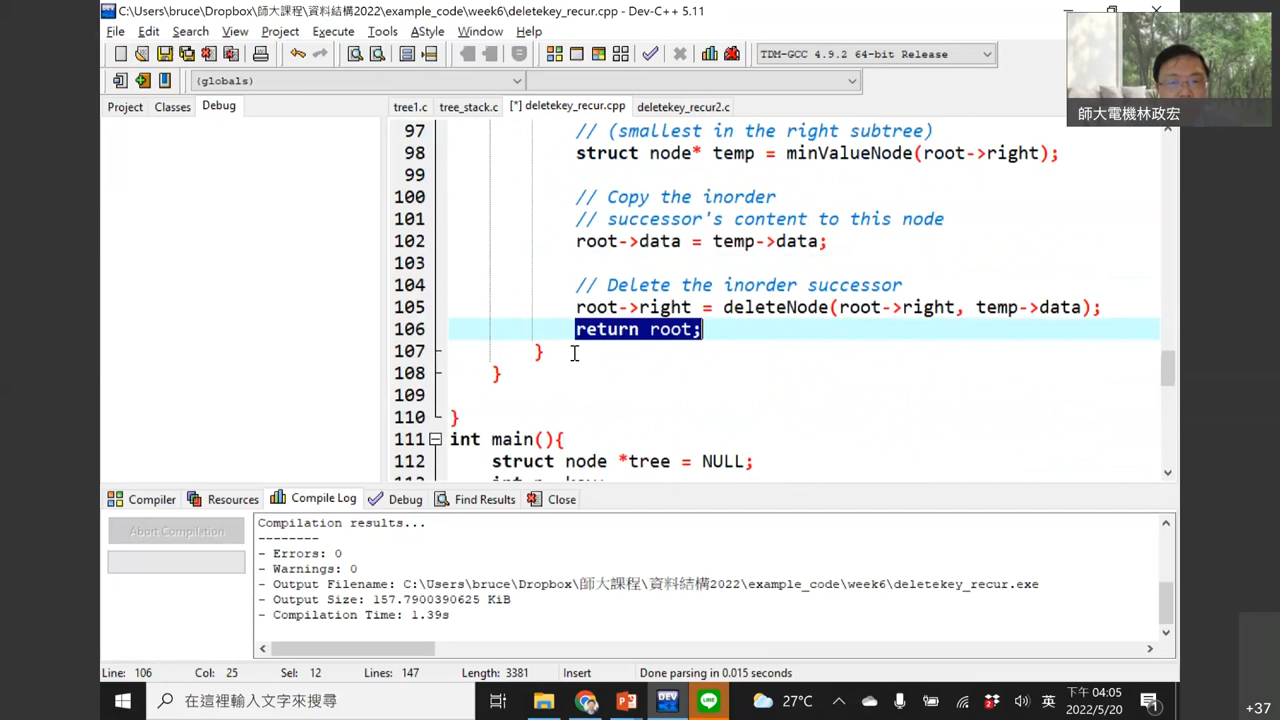 C:\Users\bruce\Dropbox\師大課程\資料結構2022\example_code\week6\deletekey_recur.cpp - Dev-C++ 5.11
File Edit Search View Project Execute Tools AStyle Window Help
TDM-GCC 4.9.2 64-bit Release
(globals)
師大電機林政宏
Project Classes Debug
tree1.c tree_stack.c [*] deletekey_recur.cpp deletekey_recur2.c
97 // (smallest in the right subtree)
98 struct node* temp = minValueNode(root->right);
99
100 // Copy the inorder
101 // successor's content to this node
102 root->data = temp->data;
103
104 // Delete the inorder successor
105 root->right = deleteNode(root->right, temp->data);
106 return root;
107 }
108 }
109
110 }
111 int main(){
112 struct node *tree = NULL;
Compiler Resources Compile Log Debug Find Results Close
Abort Compilation
Compilation results...
--------
- Errors: 0
- Warnings: 0
- Output Filename: C:\Users\bruce\Dropbox\師大課程\資料結構2022\example_code\week6\deletekey_recur.exe
- Output Size: 157.7900390625 KiB
- Compilation Time: 1.39s
Line: 106 Col: 25 Sel: 12 Lines: 147 Length: 3381 Insert Done parsing in 0.015 seconds
在這裡輸入文字來搜尋
DEV
LINE
27°C
英
下午 04:05
2022/5/20
1
+37